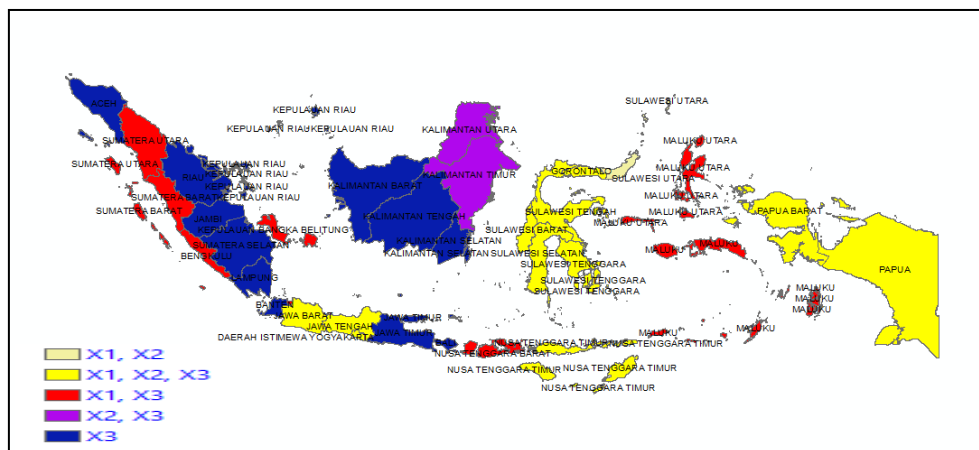 SULAWESI UTARA
ACEH
KEPULAUAN RIAU
KEPULAUAN RIAU KEPULAUAN RIAU
KALIMANTAN UTARA
SUMATERA UTARA
MALUKU UTARA
SUMATERA UTARA
KEPULAUAN RIAU
MALUKU UTARA
RIAU
KEPULAUAN RIAU
KALIMANTAN TIMUR
GORONTALO
SULAWESI UTARA
KALIMANTAN BARAT
KEPULAUAN RIAU
SUMATERA BARAT KEPULAUAN RIAU
MALUKU UTARA
SUMATERA BARAT
SULAWESI TENGAH
MALUKU UTARA
PAPUA BARAT
JAMBI
KALIMANTAN TENGAH
MALUKU UTARA
KEPULAUAN BANGKA BELITUNG
SULAWESI BARAT
SUMATERA SELATAN
KALIMANTAN SELATAN
MALUKU
MALUKU
BENGKULU
KALIMANTAN SELATAN
SULAWESI SELATAN
SULAWESI TENGGARA
PAPUA
LAMPUNG
SULAWESI TENGGARA
MALUKU
SULAWESI TENGGARA
MALUKU
BANTEN
MALUKU
JAWA BARAT
JAWA TIMUR
JAWA TENGAH
JAWA TIMUR
MALUKU
MALUKU
DAERAH ISTIMEWA YOGYAKARTA
BALI
NUSA TENGGARA TIMUR
NUSA TENGGARA TIMUR
NUSA TENGGARA BARAT
NUSA TENGGARA TIMUR
NUSA TENGGARA TIMUR
NUSA TENGGARA TIMUR
X1, X2
X1, X2, X3
X1, X3
X2, X3
X3